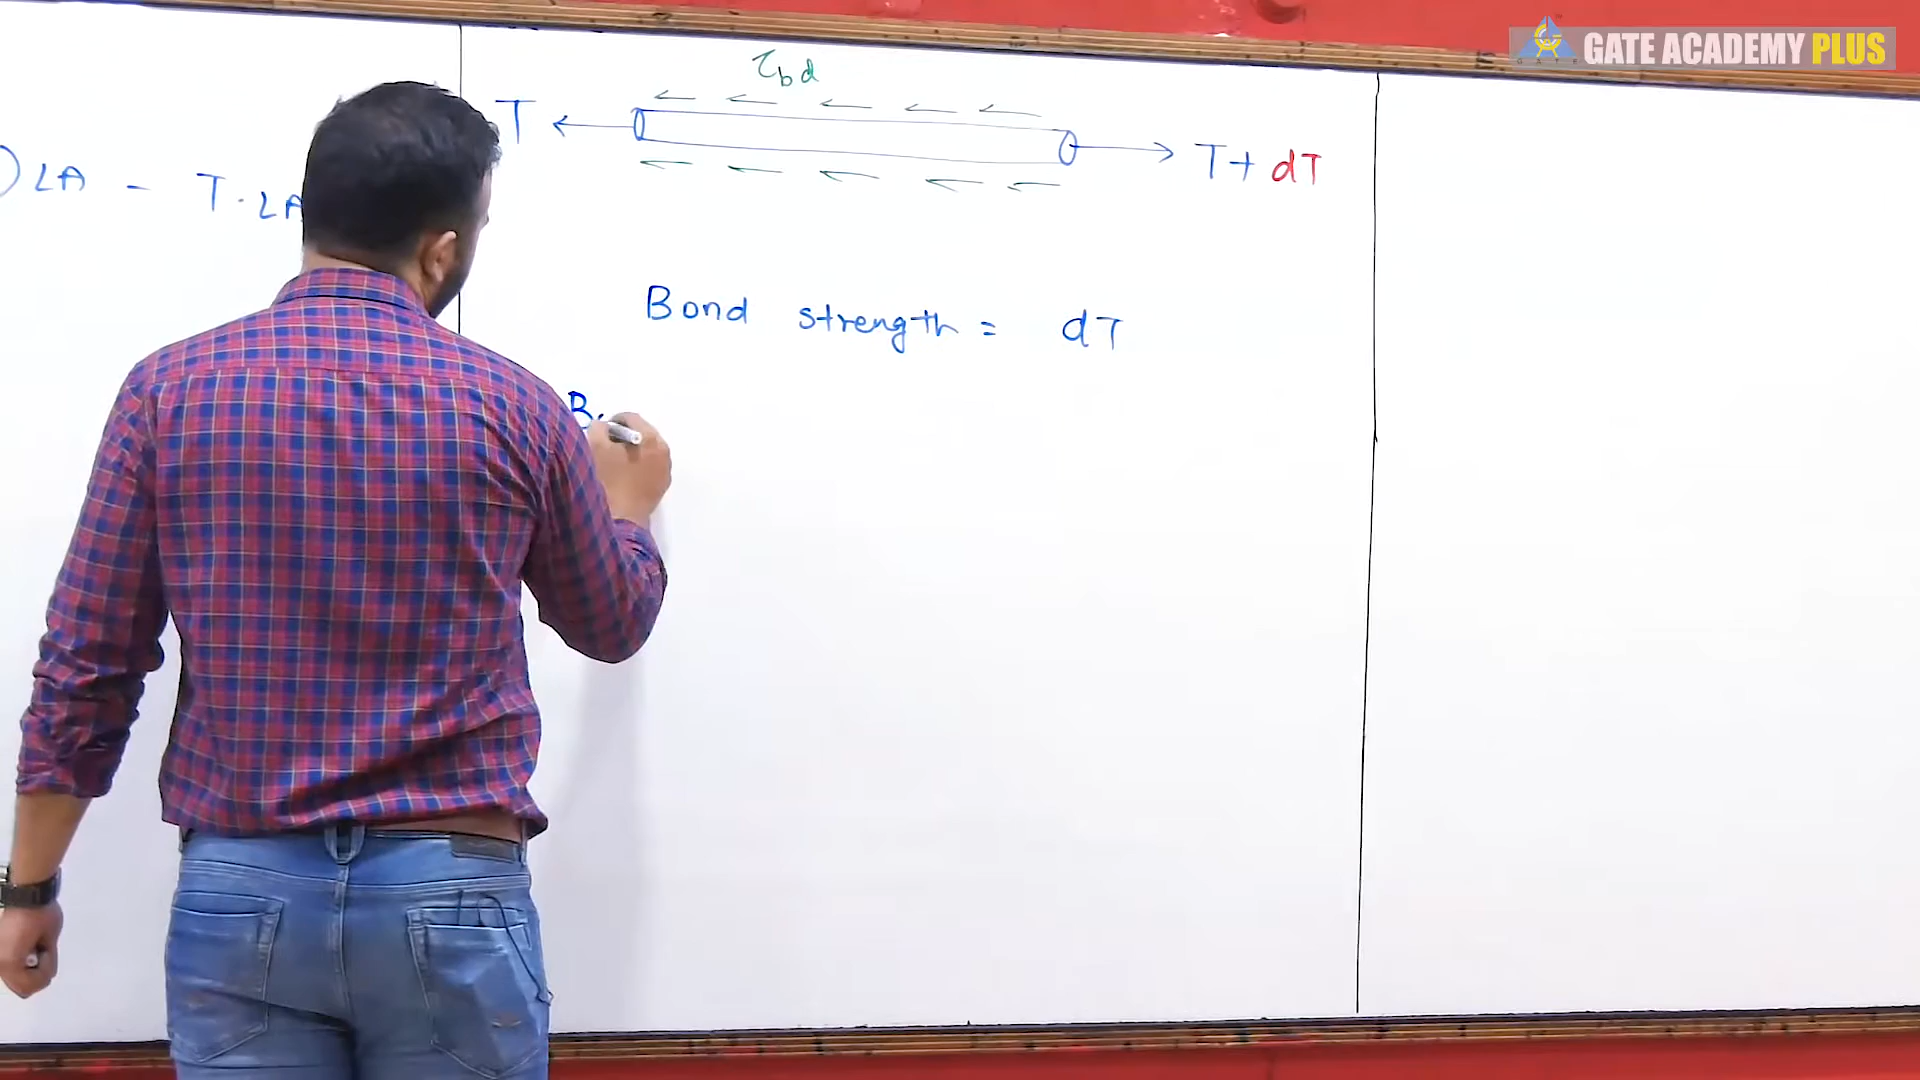 GATE ACADEMY PLUS
τbd
T
T + dT
) LA - T . LA
Bond strength = dT
B